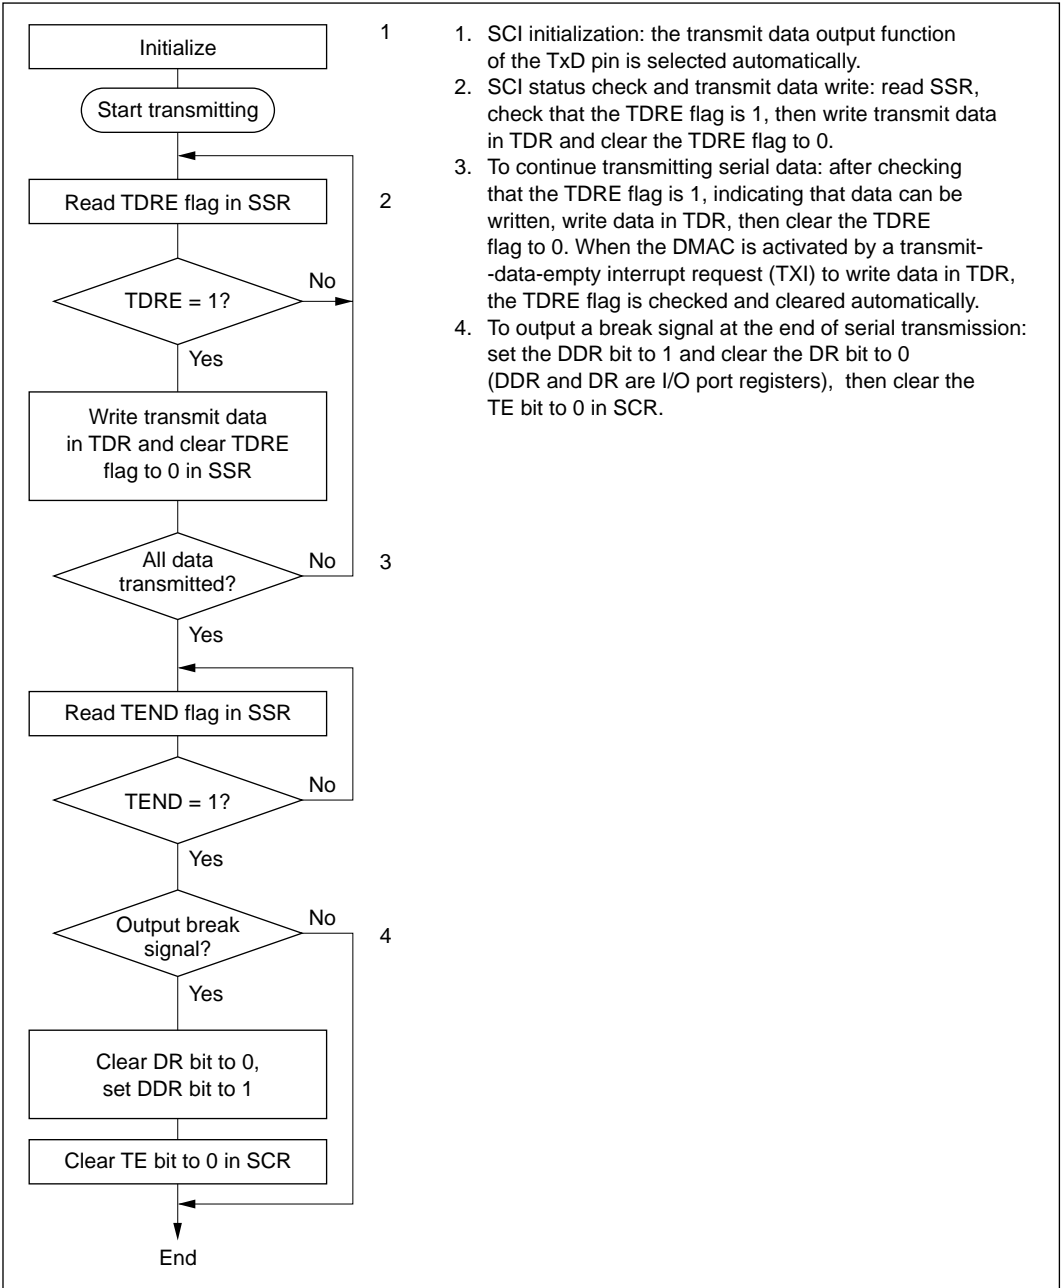 Initialize
1
Start transmitting
Read TDRE flag in SSR
2
TDRE = 1?
No
Yes
Write transmit data
in TDR and clear TDRE
flag to 0 in SSR
All data
transmitted?
No
3
Yes
Read TEND flag in SSR
TEND = 1?
No
Yes
Output break
signal?
No
4
Yes
Clear DR bit to 0,
set DDR bit to 1
Clear TE bit to 0 in SCR
End
1. SCI initialization: the transmit data output function
of the TxD pin is selected automatically.
2. SCI status check and transmit data write: read SSR,
check that the TDRE flag is 1, then write transmit data
in TDR and clear the TDRE flag to 0.
3. To continue transmitting serial data: after checking
that the TDRE flag is 1, indicating that data can be
written, write data in TDR, then clear the TDRE
flag to 0. When the DMAC is activated by a transmit-
-data-empty interrupt request (TXI) to write data in TDR,
the TDRE flag is checked and cleared automatically.
4. To output a break signal at the end of serial transmission:
set the DDR bit to 1 and clear the DR bit to 0
(DDR and DR are I/O port registers), then clear the
TE bit to 0 in SCR.